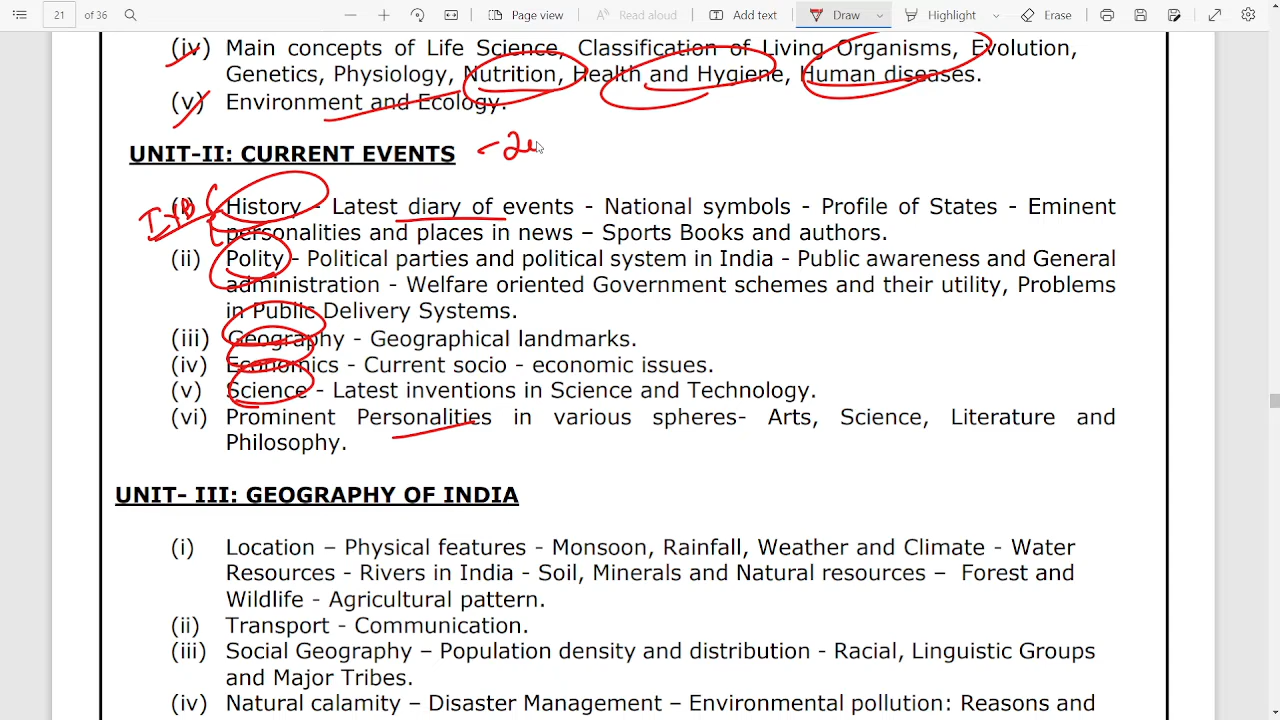 21 of 36 Page view Read aloud Add text Draw Highlight Erase
(iv) Main concepts of Life Science, Classification of Living Organisms, Evolution,
Genetics, Physiology, Nutrition, Health and Hygiene, Human diseases.
(v) Environment and Ecology.
UNIT-II: CURRENT EVENTS
(i) History - Latest diary of events - National symbols - Profile of States - Eminent
personalities and places in news – Sports Books and authors.
(ii) Polity - Political parties and political system in India - Public awareness and General
administration - Welfare oriented Government schemes and their utility, Problems
in Public Delivery Systems.
(iii) Geography - Geographical landmarks.
(iv) Economics - Current socio - economic issues.
(v) Science - Latest inventions in Science and Technology.
(vi) Prominent Personalities in various spheres- Arts, Science, Literature and
Philosophy.
UNIT- III: GEOGRAPHY OF INDIA
(i) Location – Physical features - Monsoon, Rainfall, Weather and Climate - Water
Resources - Rivers in India - Soil, Minerals and Natural resources – Forest and
Wildlife - Agricultural pattern.
(ii) Transport - Communication.
(iii) Social Geography – Population density and distribution - Racial, Linguistic Groups
and Major Tribes.
(iv) Natural calamity – Disaster Management – Environmental pollution: Reasons and